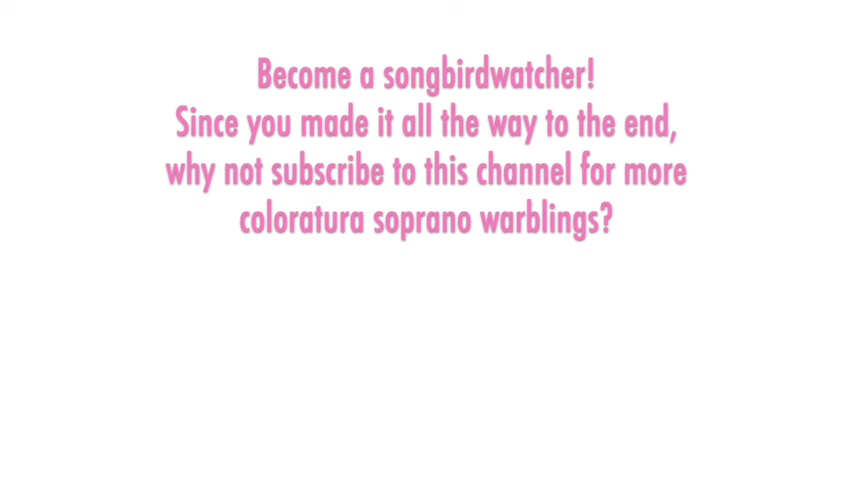 Become a songbirdwatcher!
Since you made it all the way to the end,
why not subscribe to this channel for more
coloratura soprano warblings?